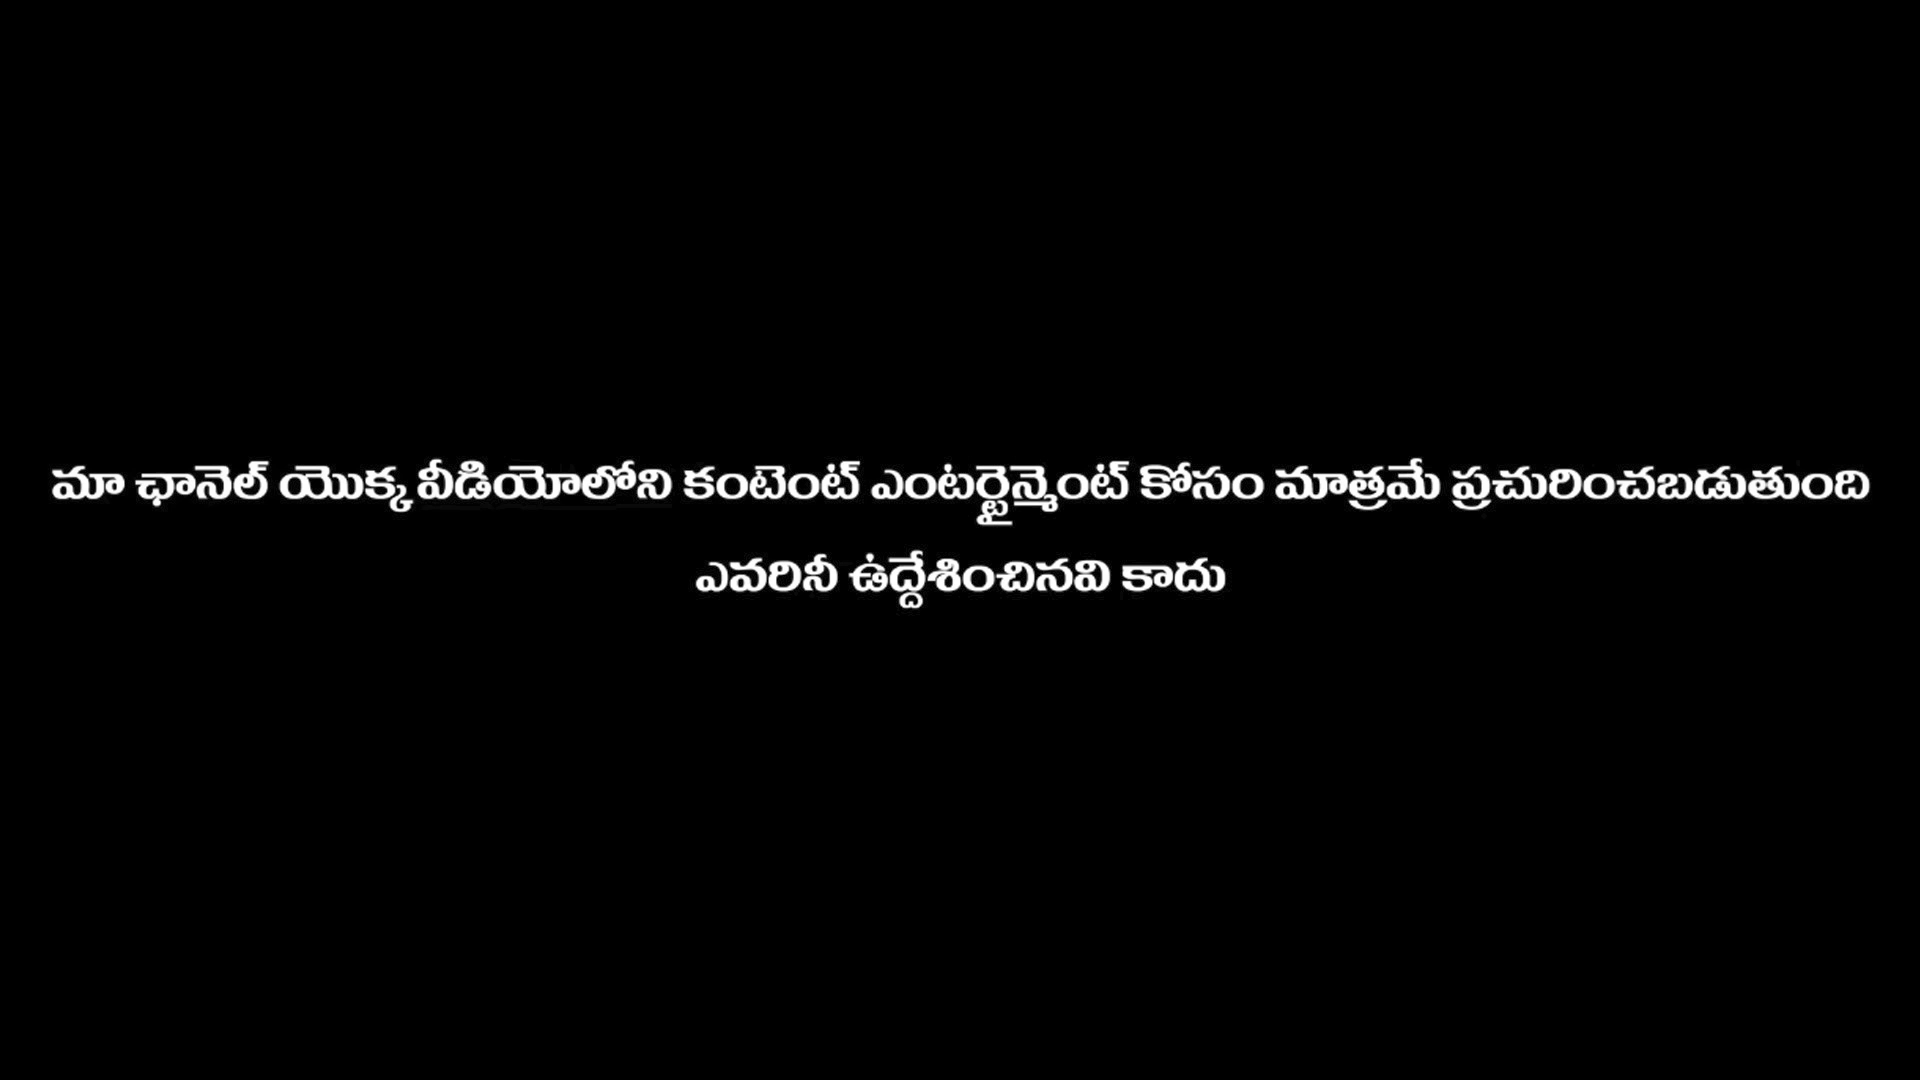 మా ఛానెల్ యొక్క వీడియోలోని కంటెంట్ ఎంటర్టైన్మెంట్ కోసం మాత్రమే ప్రచురించబడుతుంది
ఎవరినీ ఉద్దేశించినవి కాదు